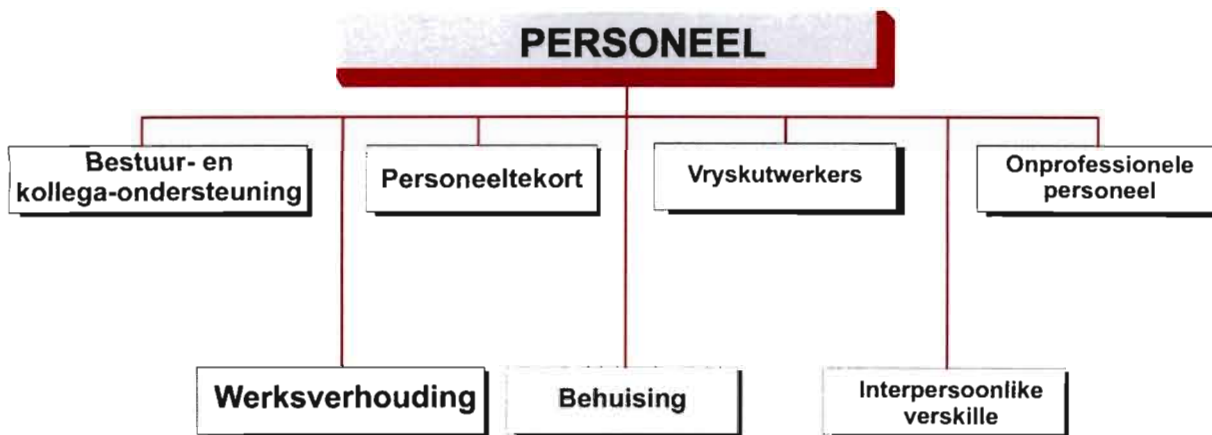 PERSONEEL
Bestuur- en
kollega-ondersteuning
Personeeltekort
Vryskutwerkers
Onprofessionele
personeel
Werksverhouding
Behuising
Interpersoonlike
verskille